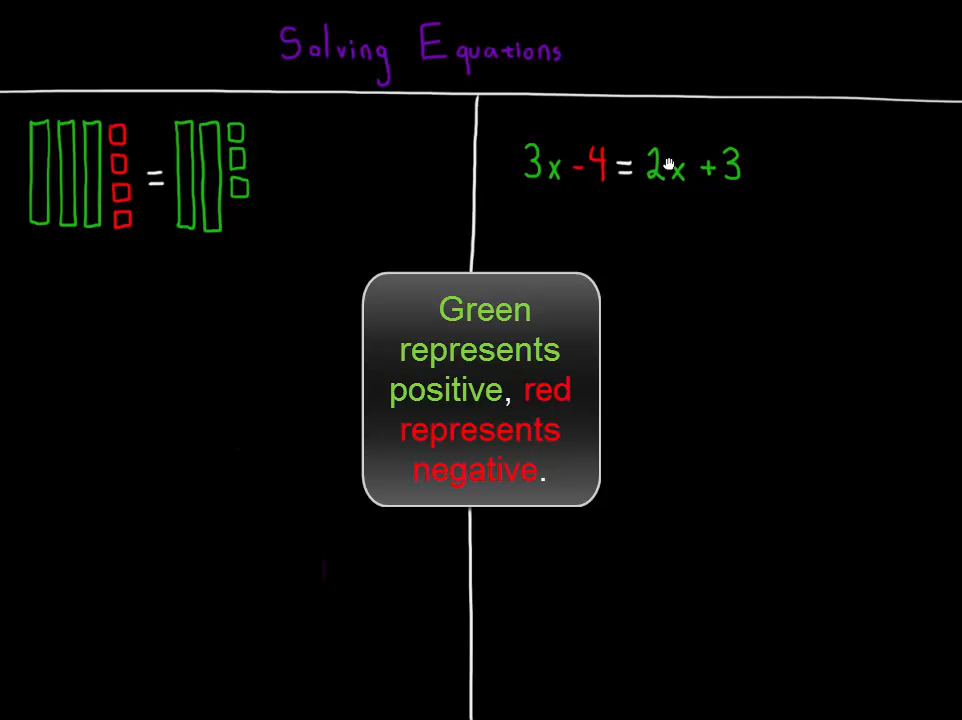 Solving Equations
=
3x -4 = 2x +3
Green
represents
positive, red
represents
negative.